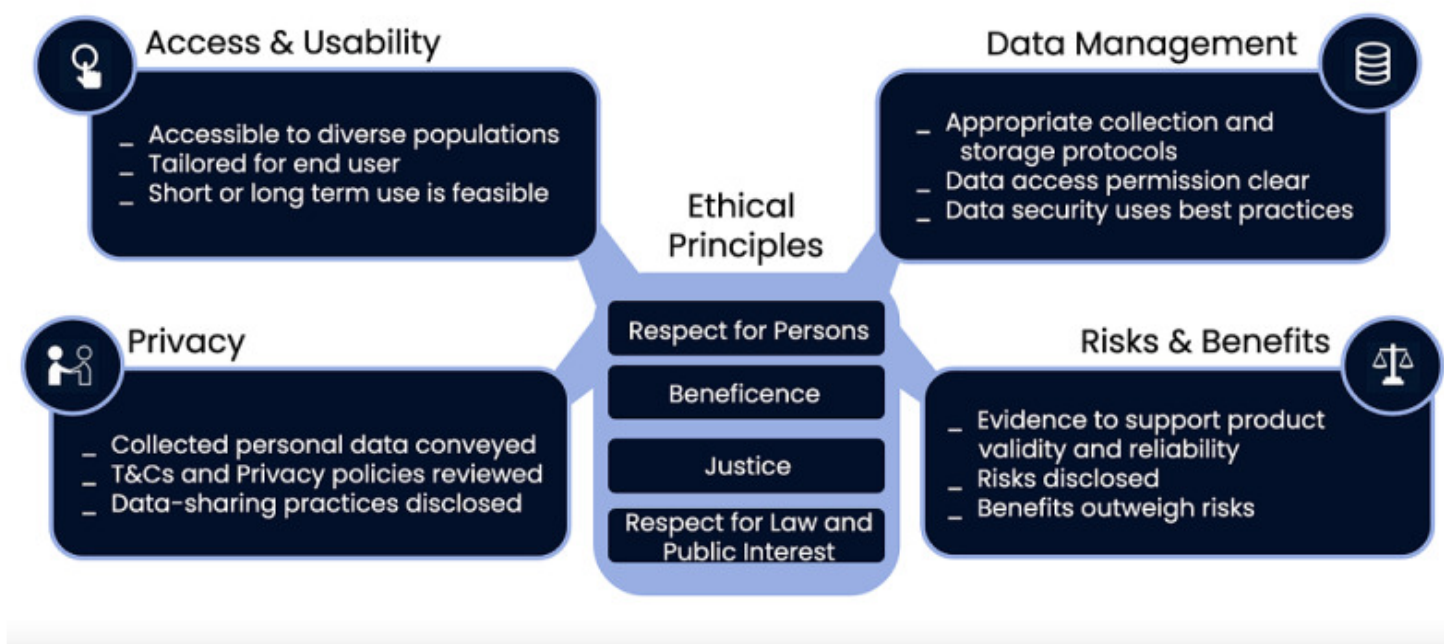 Access & Usability
_ Accessible to diverse populations
_ Tailored for end user
_ Short or long term use is feasible
Data Management
_ Appropriate collection and
storage protocols
_ Data access permission clear
_ Data security uses best practices
Ethical
Principles
Respect for Persons
Beneficence
Justice
Respect for Law and
Public Interest
Privacy
_ Collected personal data conveyed
_ T&Cs and Privacy policies reviewed
_ Data-sharing practices disclosed
Risks & Benefits
_ Evidence to support product
validity and reliability
_ Risks disclosed
_ Benefits outweigh risks